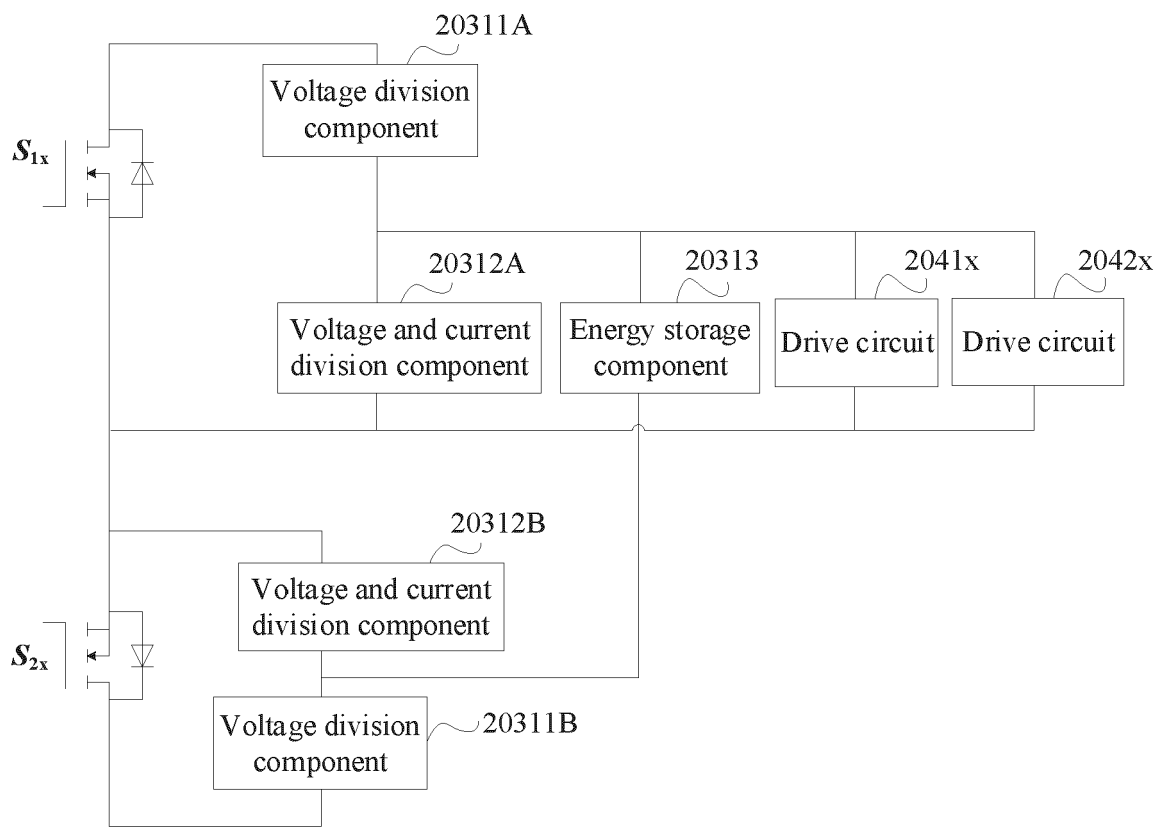 20311A
Voltage division
component
S1x
20312A
20313
2041x
2042x
Voltage and current
division component
Energy storage
component
Drive circuit
Drive circuit
20312B
Voltage and current
division component
S2x
Voltage division
component
20311B